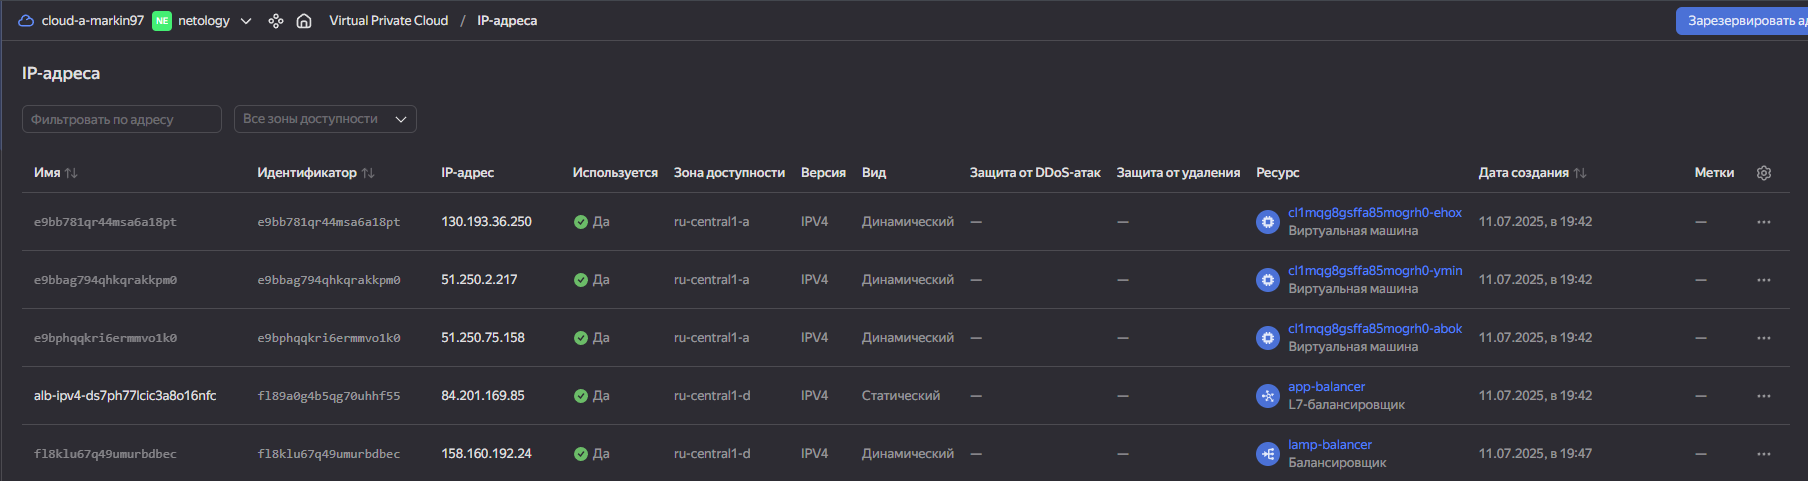 cloud-a-markin97 NE netology Virtual Private Cloud / IP-адреса Зарезервировать
IP-адреса
Фильтровать по адресу Все зоны доступности
Имя Идентификатор IP-адрес Используется Зона доступности Версия Вид Защита от DDoS-атак Защита от удаления Ресурс Дата создания Метки
e9bb781qr44msa6a18pt e9bb781qr44msa6a18pt 130.193.36.250 Да ru-central1-a IPV4 Динамический — — cl1mqg8gsffa85mogrh0-ehox 11.07.2025, в 19:42 —
Виртуальная машина
e9bbag794qhkqrakkpm0 e9bbag794qhkqrakkpm0 51.250.2.217 Да ru-central1-a IPV4 Динамический — — cl1mqg8gsffa85mogrh0-ymin 11.07.2025, в 19:42 —
Виртуальная машина
e9bphqqkri6ermmvo1k0 e9bphqqkri6ermmvo1k0 51.250.75.158 Да ru-central1-a IPV4 Динамический — — cl1mqg8gsffa85mogrh0-abok 11.07.2025, в 19:42 —
Виртуальная машина
alb-ipv4-ds7ph77lcic3a8o16nfc fl89a0g4b5qg70uhhf55 84.201.169.85 Да ru-central1-d IPV4 Статический — — app-balancer 11.07.2025, в 19:42 —
L7-балансировщик
fl8klu67q49umurbdbec fl8klu67q49umurbdbec 158.160.192.24 Да ru-central1-d IPV4 Динамический — — lamp-balancer 11.07.2025, в 19:47 —
Балансировщик